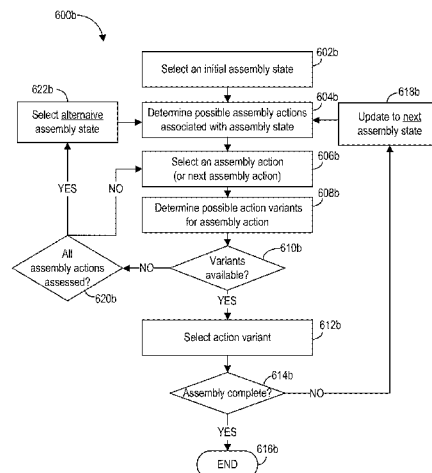 600b
602b
Select an initial assembly state
622b
Select alternaive
assembly state
604b
Determine possible assembly actions
associated with assembly state
618b
Update to next
assembly state
606b
Select an assembly action
(or next assembly action)
YES
NO
608b
Determine possible action variants
for assembly action
610b
Variants
available?
NO
All
assembly actions
assessed?
620b
YES
612b
Select action variant
614b
Assembly complete?
NO
YES
616b
END